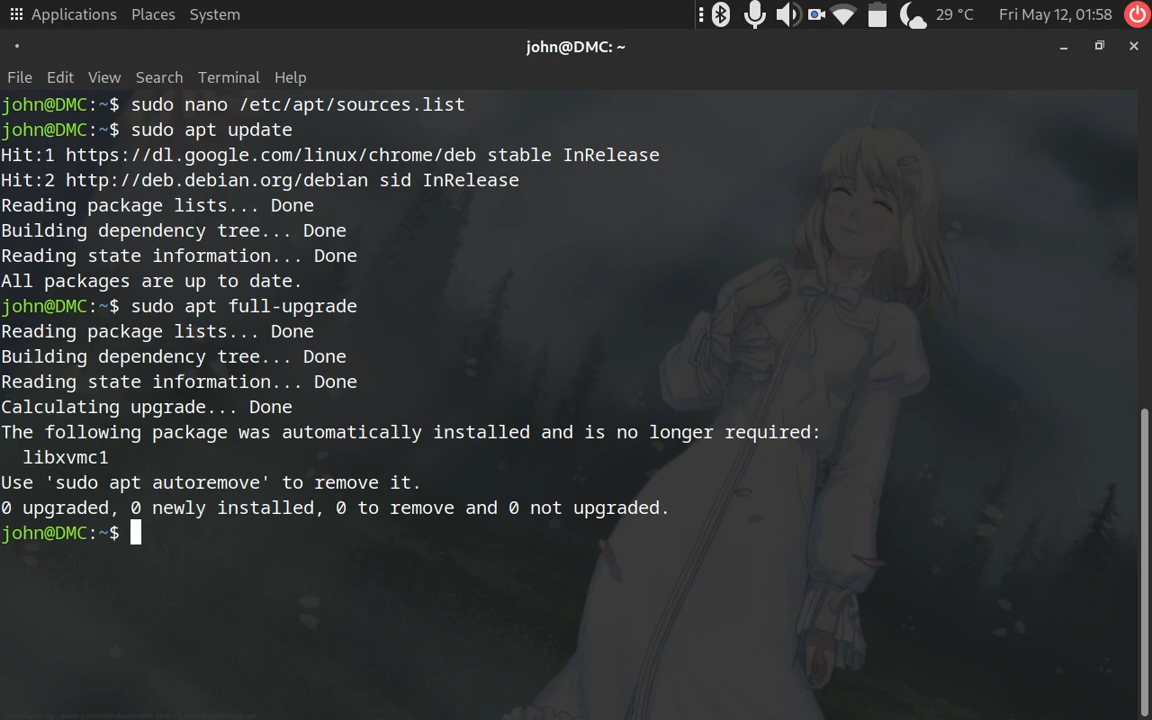 Applications Places System 29 °C Fri May 12, 01:58
john@DMC: ~
File Edit View Search Terminal Help
john@DMC:~$ sudo nano /etc/apt/sources.list
john@DMC:~$ sudo apt update
Hit:1 https://dl.google.com/linux/chrome/deb stable InRelease
Hit:2 http://deb.debian.org/debian sid InRelease
Reading package lists... Done
Building dependency tree... Done
Reading state information... Done
All packages are up to date.
john@DMC:~$ sudo apt full-upgrade
Reading package lists... Done
Building dependency tree... Done
Reading state information... Done
Calculating upgrade... Done
The following package was automatically installed and is no longer required:
  libxvmc1
Use 'sudo apt autoremove' to remove it.
0 upgraded, 0 newly installed, 0 to remove and 0 not upgraded.
john@DMC:~$